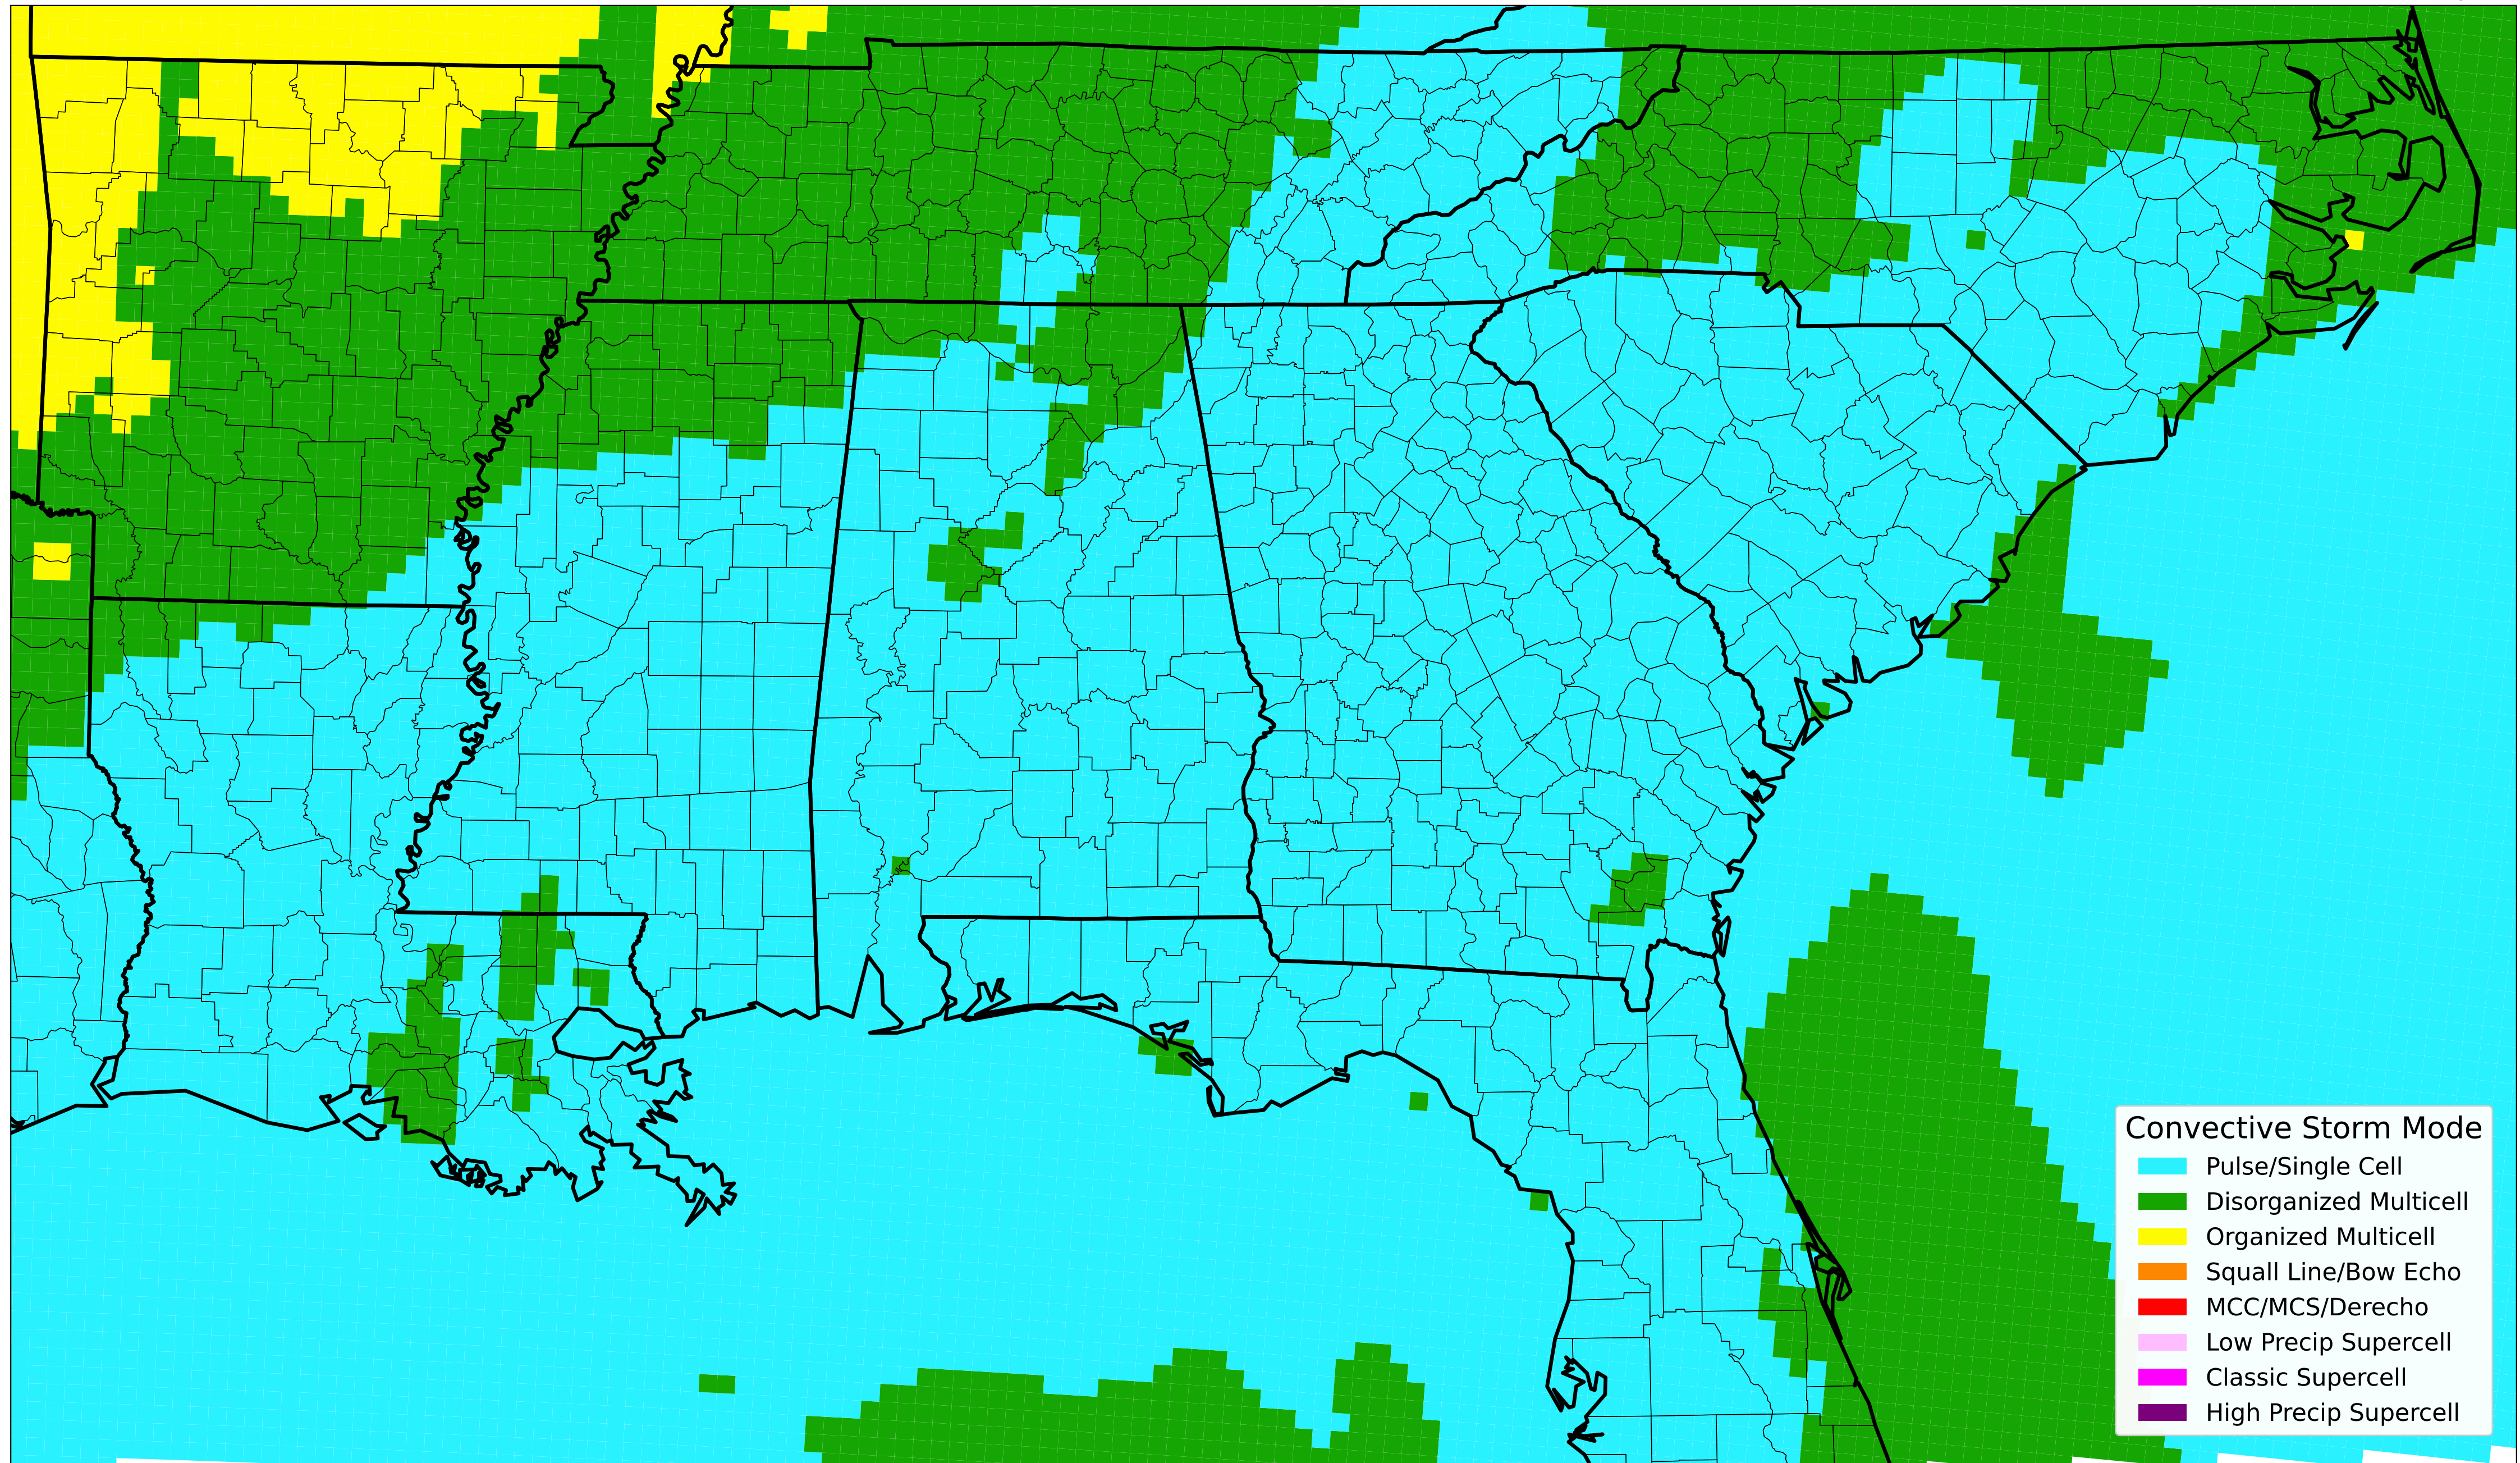 Convective Storm Mode
Pulse/Single Cell
Disorganized Multicell
Organized Multicell
Squall Line/Bow Echo
MCC/MCS/Derecho
Low Precip Supercell
Classic Supercell
High Precip Supercell